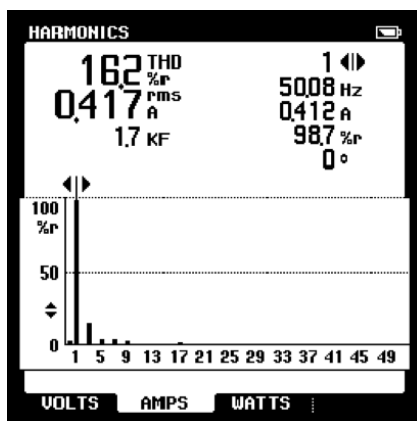 HARMONICS
16.2 THD %r
0.417 rms A
1.7 KF
1
50.08 Hz
0.412 A
98.7 %r
0 °
100
%r
50
0
1 5 9 13 17 21 25 29 33 37 41 45 49
VOLTS AMPS WATTS